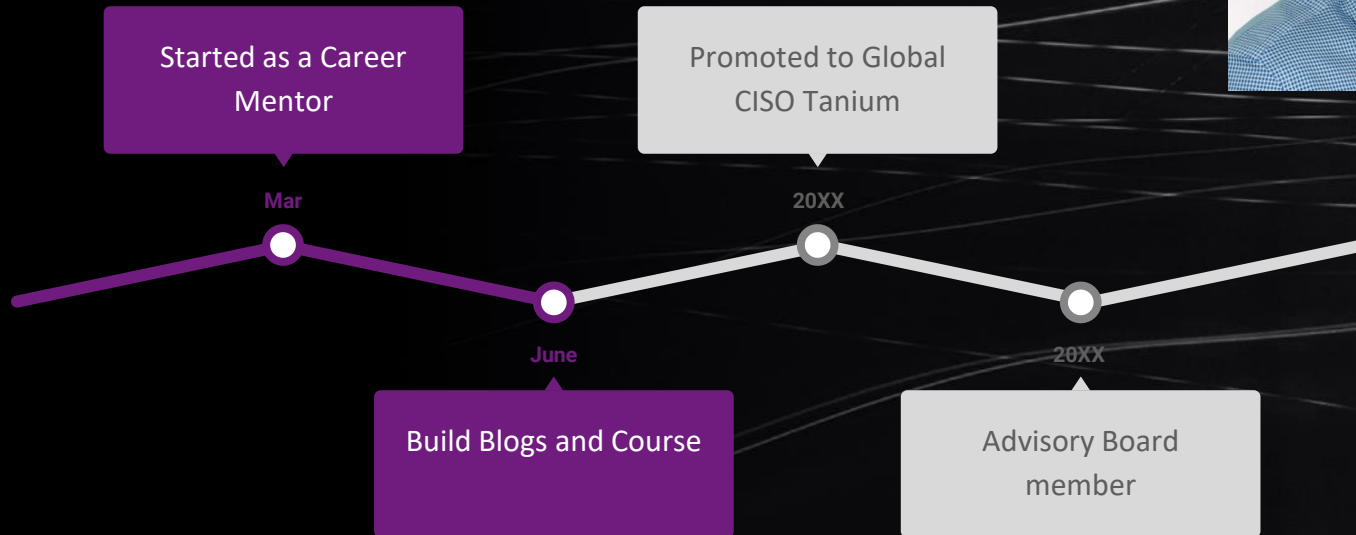 Started as a Career
Mentor
Promoted to Global
CISO Tanium
Mar
20XX
June
20XX
Build Blogs and Course
Advisory Board
member